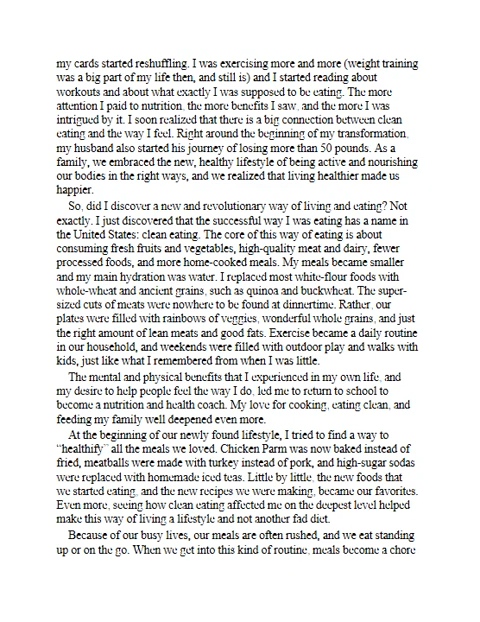 my cards started reshuffling. I was exercising more and more (weight training
was a big part of my life then, and still is) and I started reading about
workouts and about what exactly I was supposed to be eating. The more
attention I paid to nutrition, the more benefits I saw, and the more I was
intrigued by it. I soon realized that there is a big connection between clean
eating and the way I feel. Right around the beginning of my transformation,
my husband also started his journey of losing more than 50 pounds. As a
family, we embraced the new, healthy lifestyle of being active and nourishing
our bodies in the right ways, and we realized that living healthier made us
happier.
So, did I discover a new and revolutionary way of living and eating? Not
exactly. I just discovered that the successful way I was eating has a name in
the United States: clean eating. The core of this way of eating is about
consuming fresh fruits and vegetables, high-quality meat and dairy, fewer
processed foods, and more home-cooked meals. My meals became smaller
and my main hydration was water. I replaced most white-flour foods with
whole-wheat and ancient grains, such as quinoa and buckwheat. The super-
sized cuts of meats were nowhere to be found at dinnertime. Rather, our
plates were filled with rainbows of veggies, wonderful whole grains, and just
the right amount of lean meats and good fats. Exercise became a daily routine
in our household, and weekends were filled with outdoor play and walks with
kids, just like what I remembered from when I was little.
The mental and physical benefits that I experienced in my own life, and
my desire to help people feel the way I do, led me to return to school to
become a nutrition and health coach. My love for cooking, eating clean, and
feeding my family well deepened even more.
At the beginning of our newly found lifestyle, I tried to find a way to
“healthify” all the meals we loved. Chicken Parm was now baked instead of
fried, meatballs were made with turkey instead of pork, and high-sugar sodas
were replaced with homemade iced teas. Little by little, the new foods that
we started eating, and the new recipes we were making, became our favorites.
Even more, seeing how clean eating affected me on the deepest level helped
make this way of living a lifestyle and not another fad diet.
Because of our busy lives, our meals are often rushed, and we eat standing
up or on the go. When we get into this kind of routine, meals become a chore